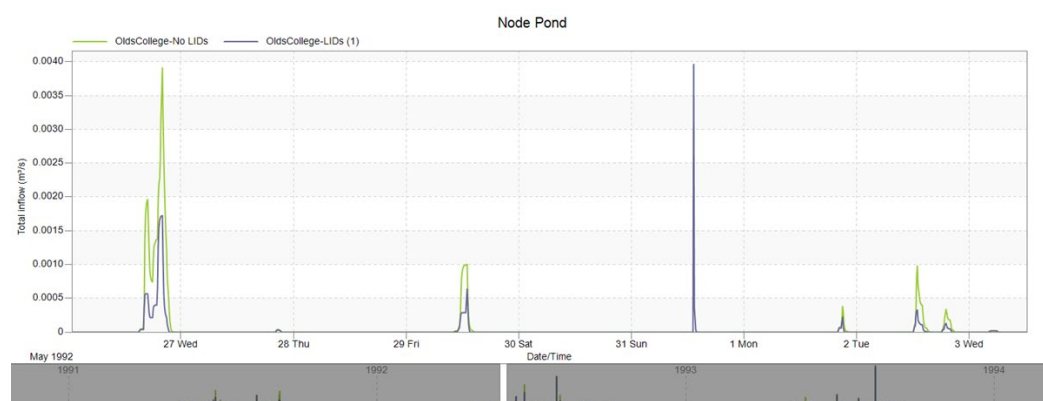 Node Pond
OldsCollege-No LIDs OldsCollege-LIDs (1)
0.0040
0.0035
0.0030
0.0025
0.0020
0.0015
0.0010
0.0005
0
Total inflow (m³/s)
27 Wed 28 Thu 29 Fri 30 Sat 31 Sun 1 Mon 2 Tue 3 Wed
May 1992 Date/Time
1991 1992 1993 1994